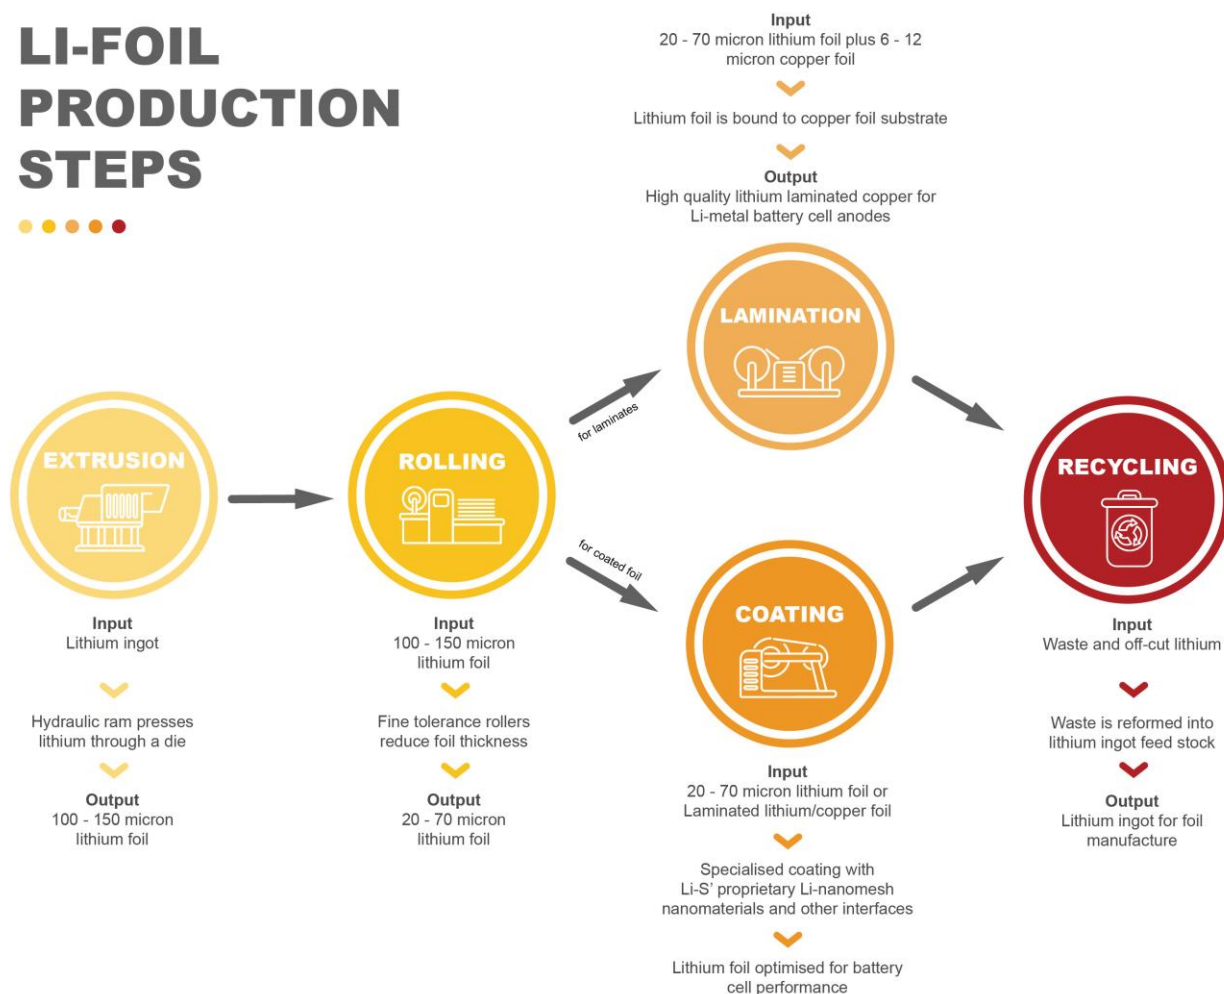 LI-FOIL
PRODUCTION
STEPS
Input
20 - 70 micron lithium foil plus 6 - 12
micron copper foil
Lithium foil is bound to copper foil substrate
Output
High quality lithium laminated copper for
Li-metal battery cell anodes
LAMINATION
for laminates
EXTRUSION
Input
Lithium ingot
Hydraulic ram presses
lithium through a die
Output
100 - 150 micron
lithium foil
ROLLING
Input
100 - 150 micron
lithium foil
Fine tolerance rollers
reduce foil thickness
Output
20 - 70 micron
lithium foil
for coated foil
COATING
Input
20 - 70 micron lithium foil or
Laminated lithium/copper foil
Specialised coating with
Li-S' proprietary Li-nanomesh
nanomaterials and other interfaces
Lithium foil optimised for battery
cell performance
RECYCLING
Input
Waste and off-cut lithium
Waste is reformed into
lithium ingot feed stock
Output
Lithium ingot for foil
manufacture